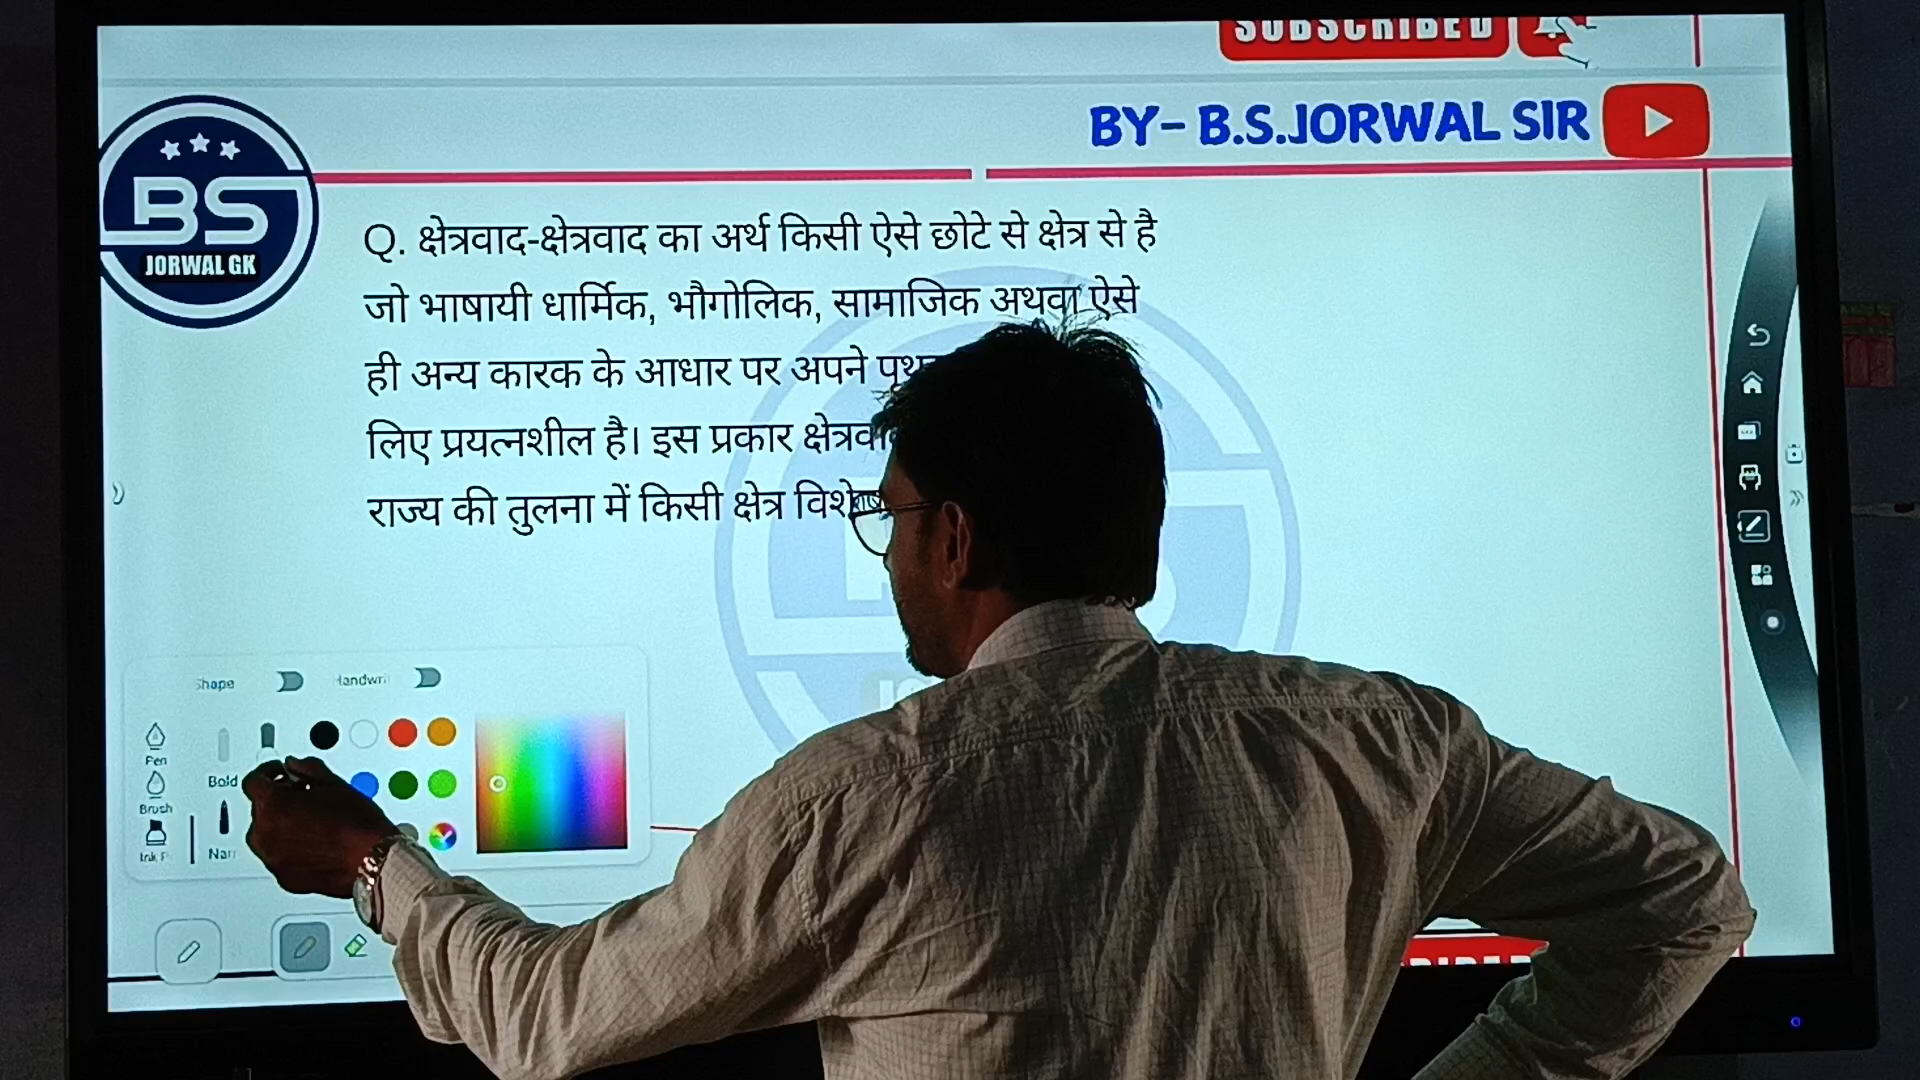 SUBSCRIBED
BY- B.S.JORWAL SIR
BS
JORWAL GK
Q. क्षेत्रवाद-क्षेत्रवाद का अर्थ किसी ऐसे छोटे से क्षेत्र से है
जो भाषायी धार्मिक, भौगोलिक, सामाजिक अथवा ऐसे
ही अन्य कारक के आधार पर अपने
लिए प्रयत्नशील है। इस प्रकार
राज्य की तुलना में किसी क्षेत्र
Shape
Pen
Bold
Brush